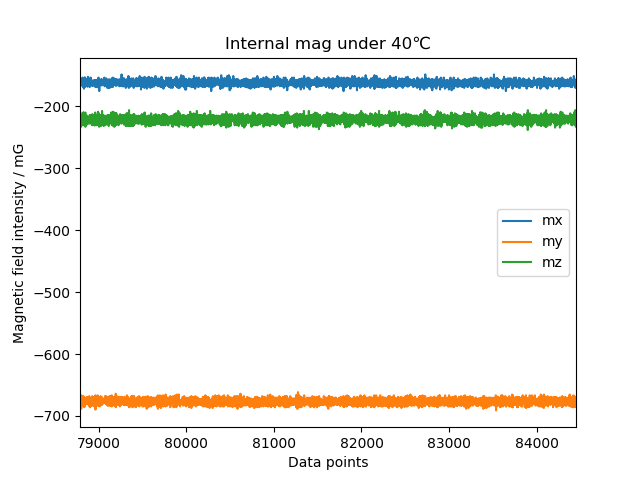 Internal mag under 40℃
Magnetic field intensity / mG
−200
−300
−400
−500
−600
−700
mx
my
mz
79000 80000 81000 82000 83000 84000
Data points